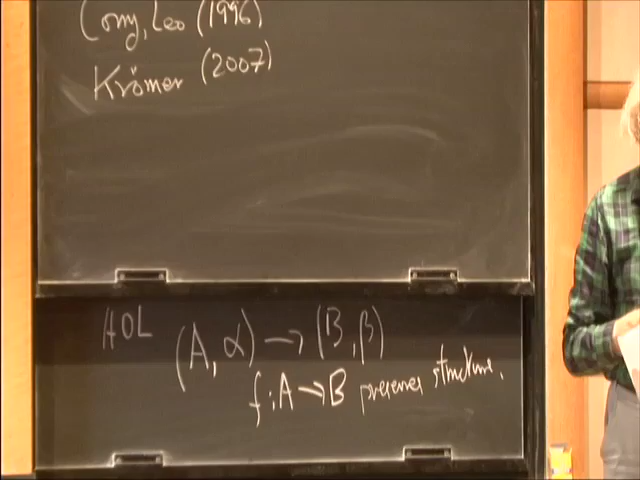 Corry, Leo (1996)
Krömer (2007)
HOL (A, α) → (B, β)
f : A → B preserves structure.